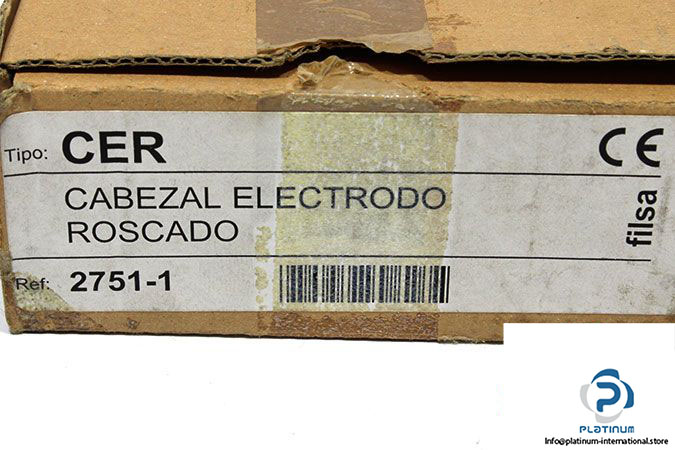 Tipo: CER
CE
CABEZAL ELECTRODO
ROSCADO
filsa
Ref: 2751-1
PLATINUM
Info@platinum-international.store